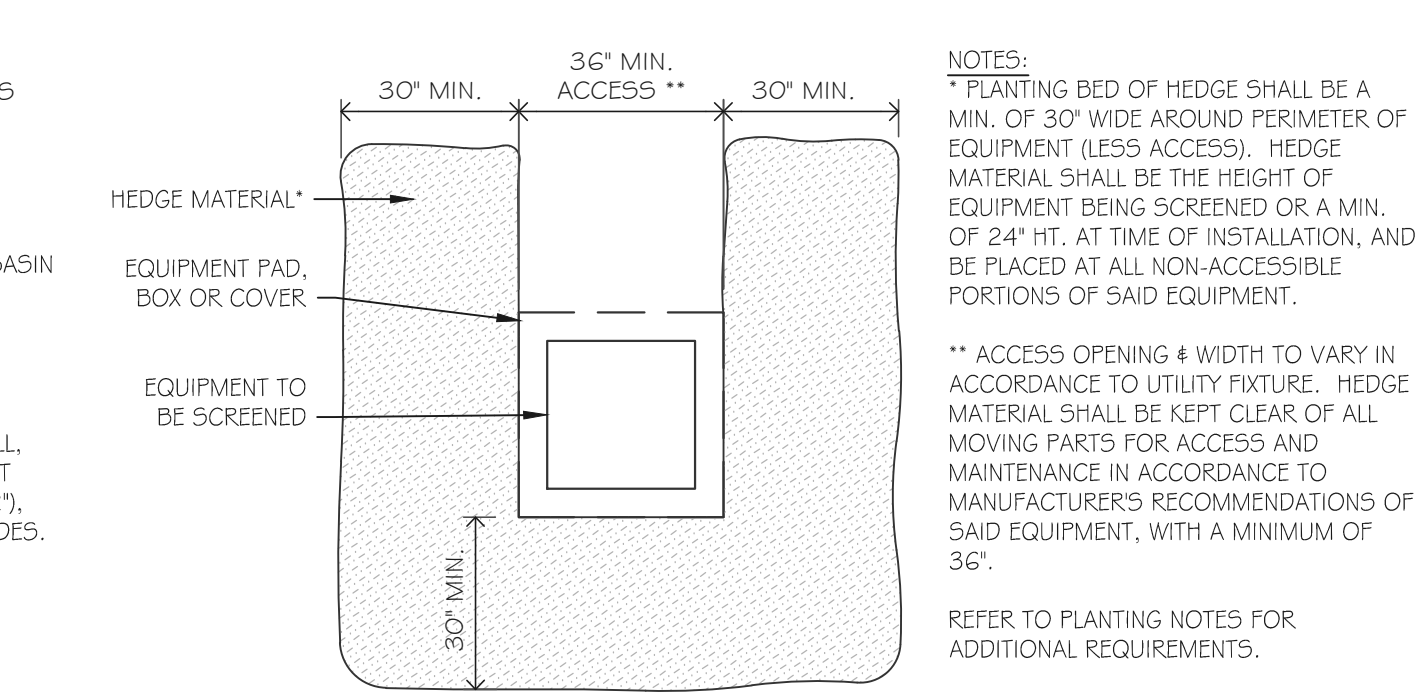 36" MIN.
ACCESS **
30" MIN.
30" MIN.
HEDGE MATERIAL*
EQUIPMENT PAD,
BOX OR COVER
EQUIPMENT TO
BE SCREENED
30" MIN.
NOTES:
* PLANTING BED OF HEDGE SHALL BE A
MIN. OF 30" WIDE AROUND PERIMETER OF
EQUIPMENT (LESS ACCESS). HEDGE
MATERIAL SHALL BE THE HEIGHT OF
EQUIPMENT BEING SCREENED OR A MIN.
OF 24" HT. AT TIME OF INSTALLATION, AND
BE PLACED AT ALL NON-ACCESSIBLE
PORTIONS OF SAID EQUIPMENT.
** ACCESS OPENING & WIDTH TO VARY IN
ACCORDANCE TO UTILITY FIXTURE. HEDGE
MATERIAL SHALL BE KEPT CLEAR OF ALL
MOVING PARTS FOR ACCESS AND
MAINTENANCE IN ACCORDANCE TO
MANUFACTURER'S RECOMMENDATIONS OF
SAID EQUIPMENT, WITH A MINIMUM OF
36".
REFER TO PLANTING NOTES FOR
ADDITIONAL REQUIREMENTS.